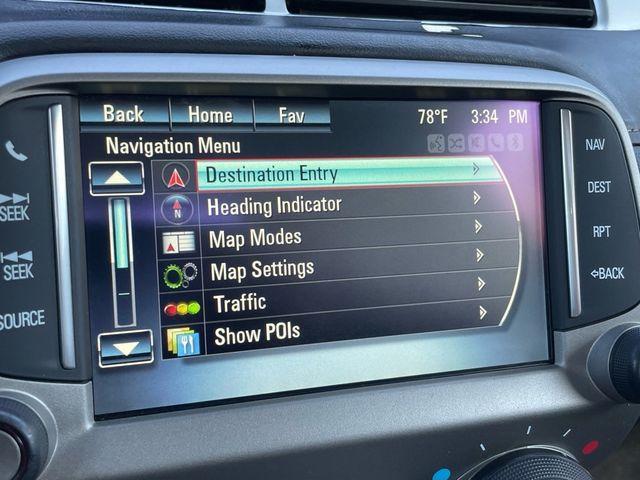 Back Home Fav 78°F 3:34 PM
Navigation Menu
Destination Entry
Heading Indicator
N
Map Modes
Map Settings
Traffic
Show POIs
SEEK
SEEK
SOURCE
NAV
DEST
RPT
BACK